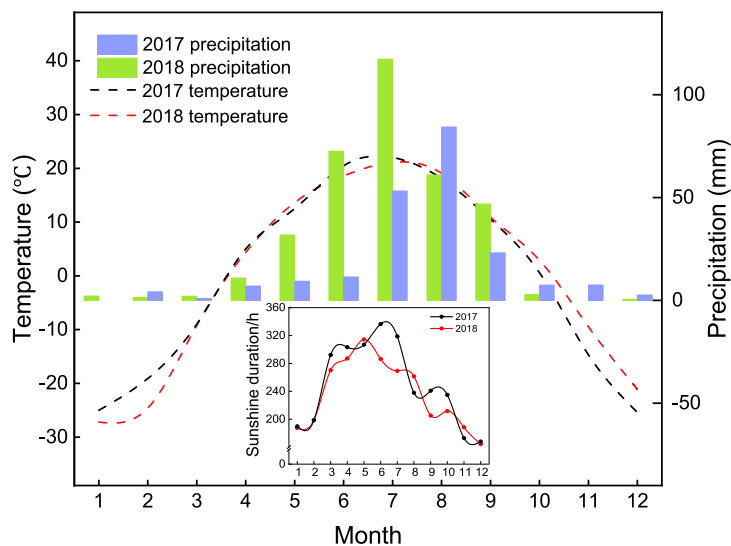 2017 precipitation
2018 precipitation
2017 temperature
2018 temperature
Temperature (℃)
40
30
20
10
0
-10
-20
-30
Precipitation (mm)
100
50
0
-50
Sunshine duration/h
360
320
280
240
200
0
2017
2018
1 2 3 4 5 6 7 8 9 10 11 12
1 2 3 4 5 6 7 8 9 10 11 12
Month